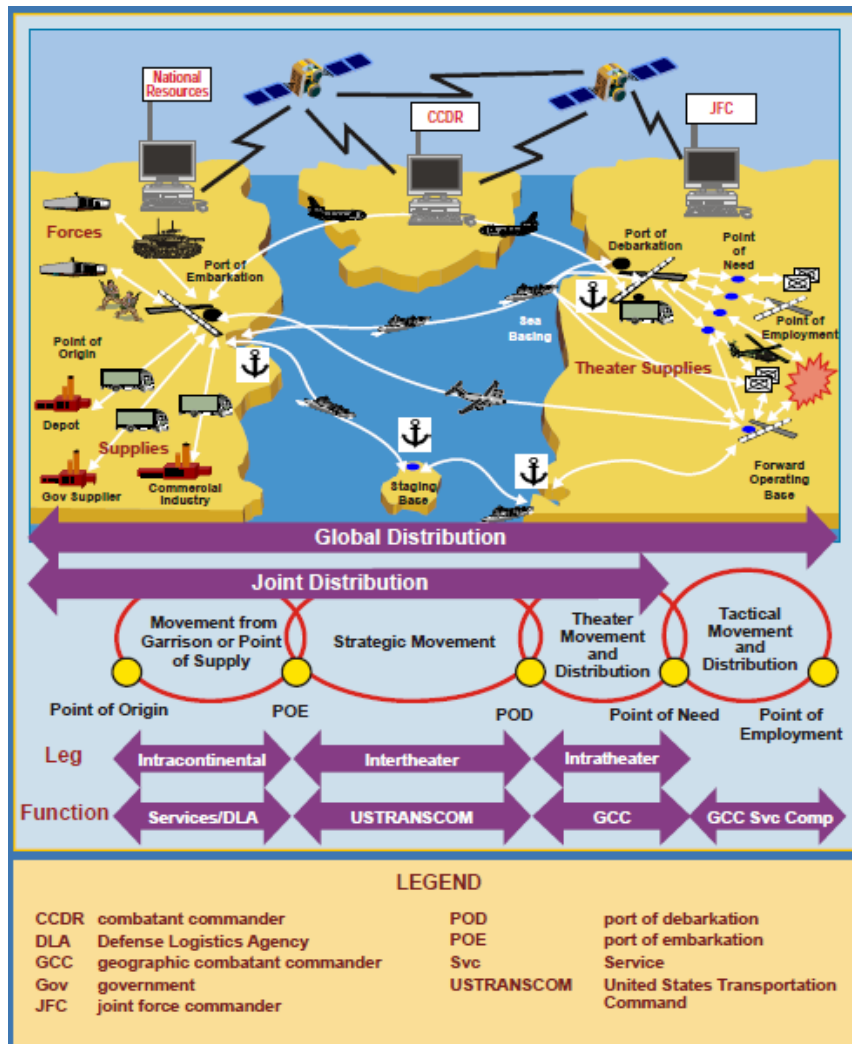 National
Resources
CCDR
JFC
Forces
Port of
Embarkation
Port of
Debarkation
Point
of
Need
Point of
Origin
Sea
Basing
Point of
Employment
Theater Supplies
Depot
Supplies
Gov Supplier
Commercial
Industry
Staging
Base
Forward
Operating
Base
Global Distribution
Joint Distribution
Movement from
Garrison or Point
of Supply
Strategic Movement
Theater
Movement
and
Distribution
Tactical
Movement
and
Distribution
Point of Origin
POE
POD
Point of Need
Point of
Employment
Leg
Intracontinental
Intertheater
Intratheater
Function
Services/DLA
USTRANSCOM
GCC
GCC Svc Comp
LEGEND
CCDR combatant commander
DLA Defense Logistics Agency
GCC geographic combatant commander
Gov government
JFC joint force commander
POD port of debarkation
POE port of embarkation
Svc Service
USTRANSCOM United States Transportation
Command